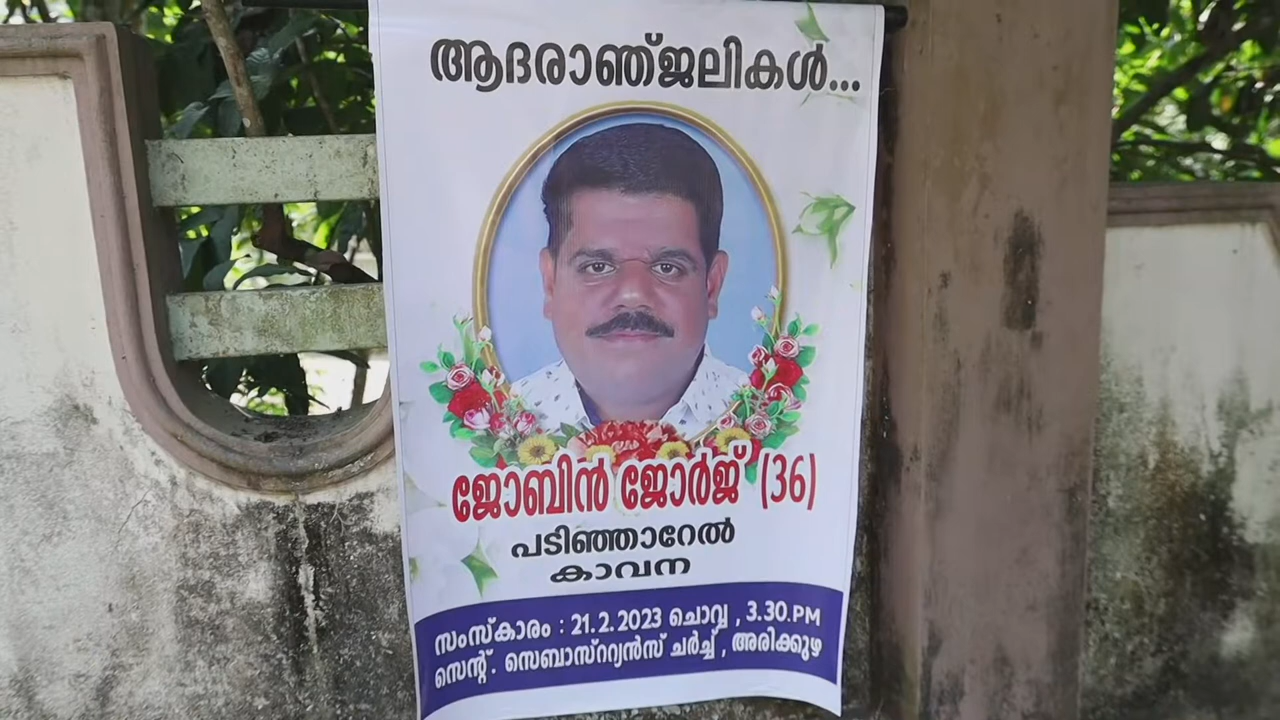 ആദരാഞ്ജലികൾ...
ജോബിൻ ജോർജ് (36)
പടിഞ്ഞാറേൽ
കാവന
സംസ്കാരം : 21.2.2023 ചൊവ്വ , 3.30.PM
സെന്റ്. സെബാസ്റ്റ്യൻസ് ചർച്ച് , അരിക്കുഴ